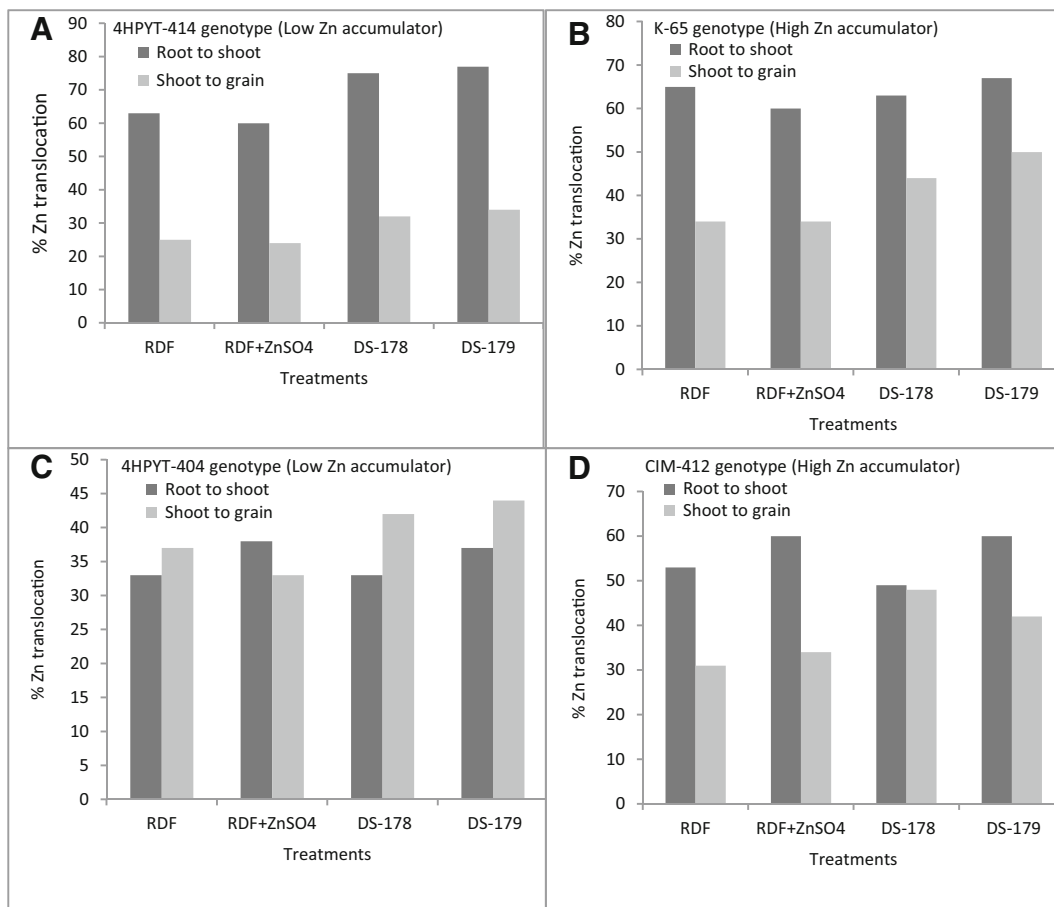 A
4HPYT-414 genotype (Low Zn accumulator)
Root to shoot
Shoot to grain
% Zn translocation
90
80
70
60
50
40
30
20
10
0
RDF
RDF+ZnSO4
DS-178
DS-179
Treatments
B
K-65 genotype (High Zn accumulator)
Root to shoot
Shoot to grain
% Zn translocation
80
70
60
50
40
30
20
10
0
RDF
RDF+ZnSO4
DS-178
DS-179
Treatments
C
4HPYT-404 genotype (Low Zn accumulator)
Root to shoot
Shoot to grain
% Zn translocation
50
45
40
35
30
25
20
15
10
5
0
RDF
RDF+ZnSO4
DS-178
DS-179
Treatments
D
CIM-412 genotype (High Zn accumulator)
Root to shoot
Shoot to grain
% Zn translocation
70
60
50
40
30
20
10
0
RDF
RDF+ZnSO4
DS-178
DS-179
Treatments